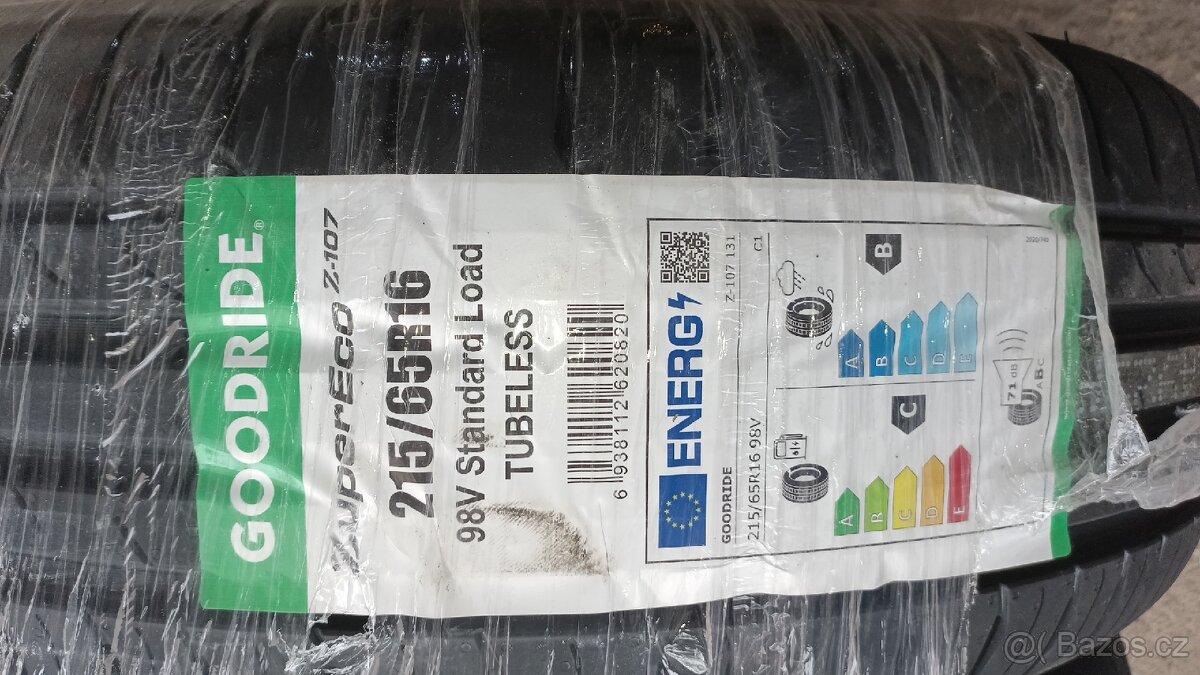 GOODRIDE®
ZuperEco Z-107
215/65R16
98V Standard Load
TUBELESS
6 938112 620820
ENERG
GOODRIDE
Z-107 131
215/65R16 98V
C1
C
A
B
C
D
E
B
A
B
C
D
E
71 dB
ABC
2020/740
@( Bazos.cz